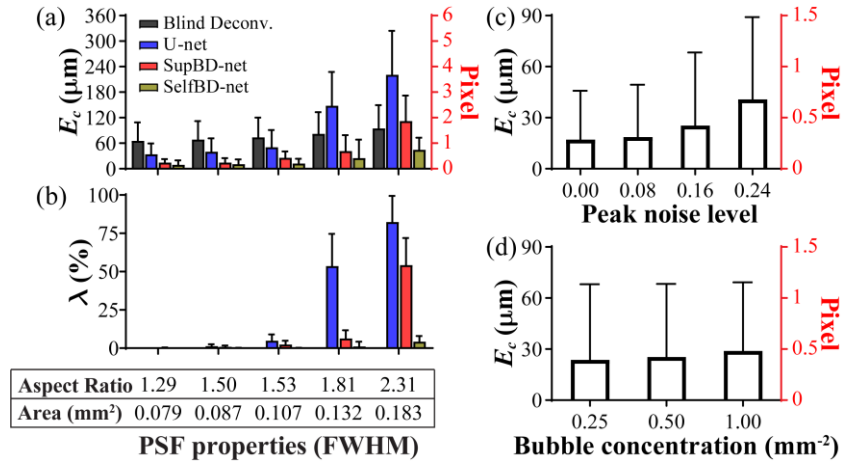 (a)
360
300
240
180
120
60
0
E_c (μm)
Blind Deconv.
U-net
SupBD-net
SelfBD-net
6
5
4
3
2
1
0
Pixel
(b)
100
75
50
25
0
λ (%)
Aspect Ratio 1.29 1.50 1.53 1.81 2.31
Area (mm²) 0.079 0.087 0.107 0.132 0.183
PSF properties (FWHM)
(c)
90
60
30
0
E_c (μm)
1.5
1
0.5
0
Pixel
0.00 0.08 0.16 0.24
Peak noise level
(d)
90
60
30
0
E_c (μm)
1.5
1
0.5
0
Pixel
0.25 0.50 1.00
Bubble concentration (mm⁻²)